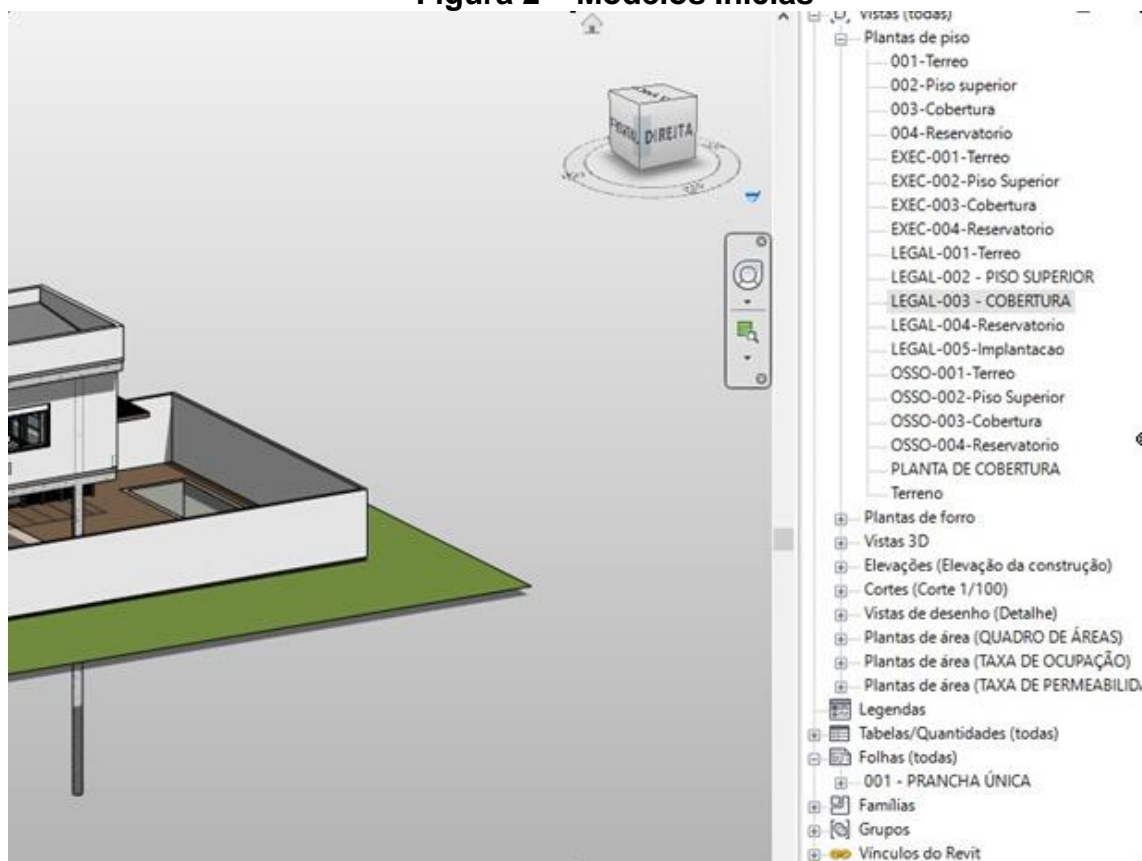 Figura 2 – Modelos Inicias
Vistas (todas)
Plantas de piso
001-Terreo
002-Piso superior
003-Cobertura
004-Reservatorio
EXEC-001-Terreo
EXEC-002-Piso Superior
EXEC-003-Cobertura
EXEC-004-Reservatorio
LEGAL-001-Terreo
LEGAL-002 - PISO SUPERIOR
LEGAL-003 - COBERTURA
LEGAL-004-Reservatorio
LEGAL-005-Implantacao
OSSO-001-Terreo
OSSO-002-Piso Superior
OSSO-003-Cobertura
OSSO-004-Reservatorio
PLANTA DE COBERTURA
Terreno
Plantas de forro
Vistas 3D
Elevações (Elevação da construção)
Cortes (Corte 1/100)
Vistas de desenho (Detalhe)
Plantas de área (QUADRO DE ÁREAS)
Plantas de área (TAXA DE OCUPAÇÃO)
Plantas de área (TAXA DE PERMEABILIDA
Legendas
Tabelas/Quantidades (todas)
Folhas (todas)
001 - PRANCHA ÚNICA
Famílias
Grupos
Vínculos do Revit
DIREITA